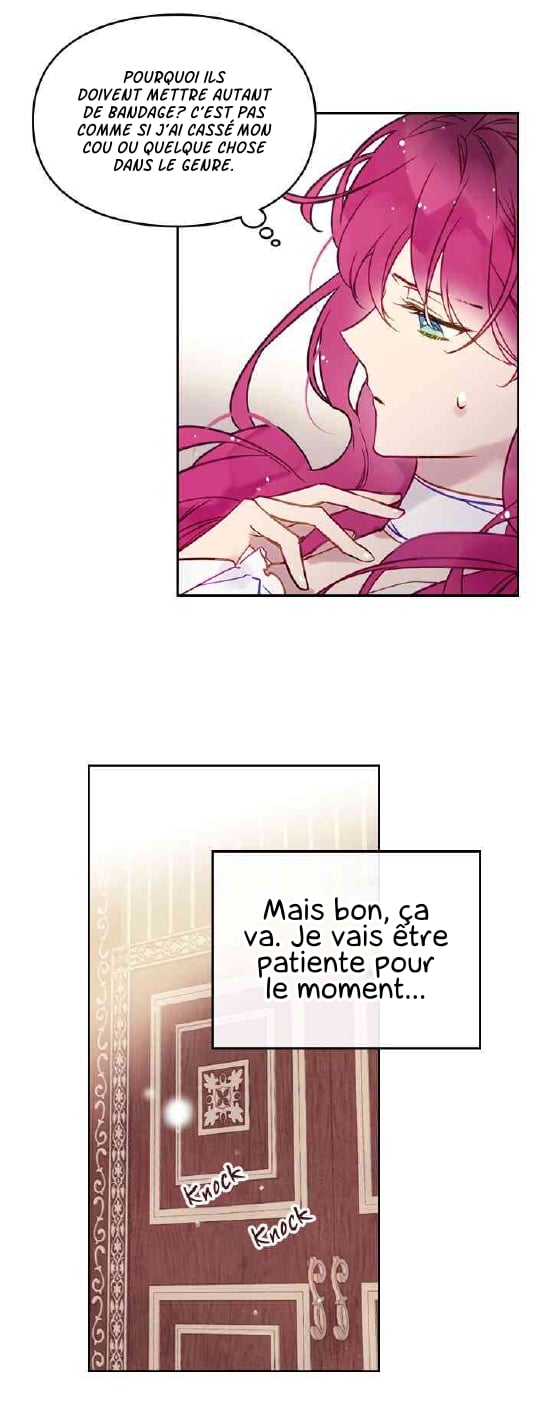 POURQUOI ILS
DOIVENT METTRE AUTANT
DE BANDAGE? C'EST PAS
COMME SI J'AI CASSÉ MON
COU OU QUELQUE CHOSE
DANS LE GENRE.
Mais bon, ça
va. Je vais être
patiente pour
le moment...
Knock
Knock